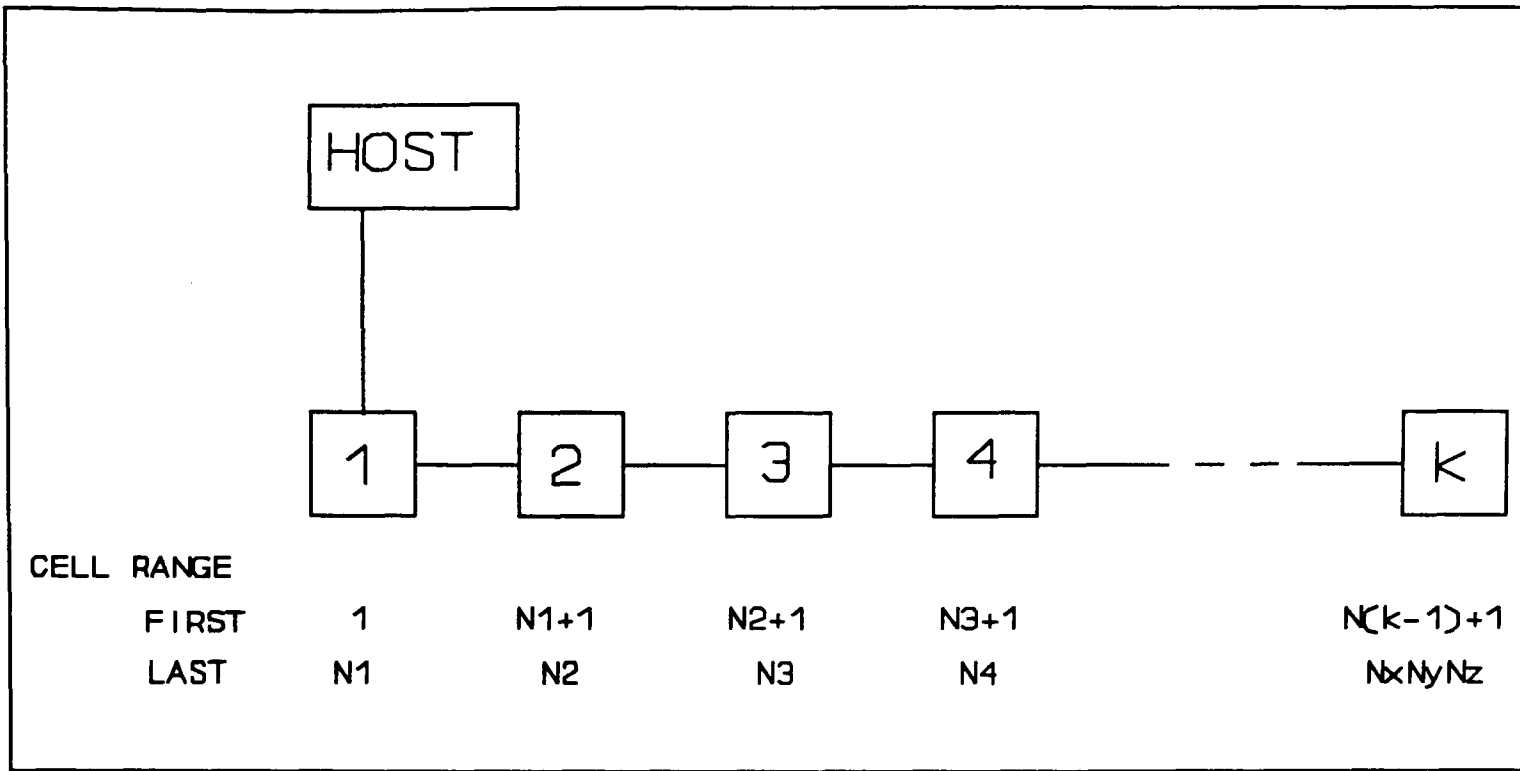 HOST
1 2 3 4 k
CELL RANGE
FIRST 1 N1+1 N2+1 N3+1 N(k-1)+1
LAST N1 N2 N3 N4 NxNyNz